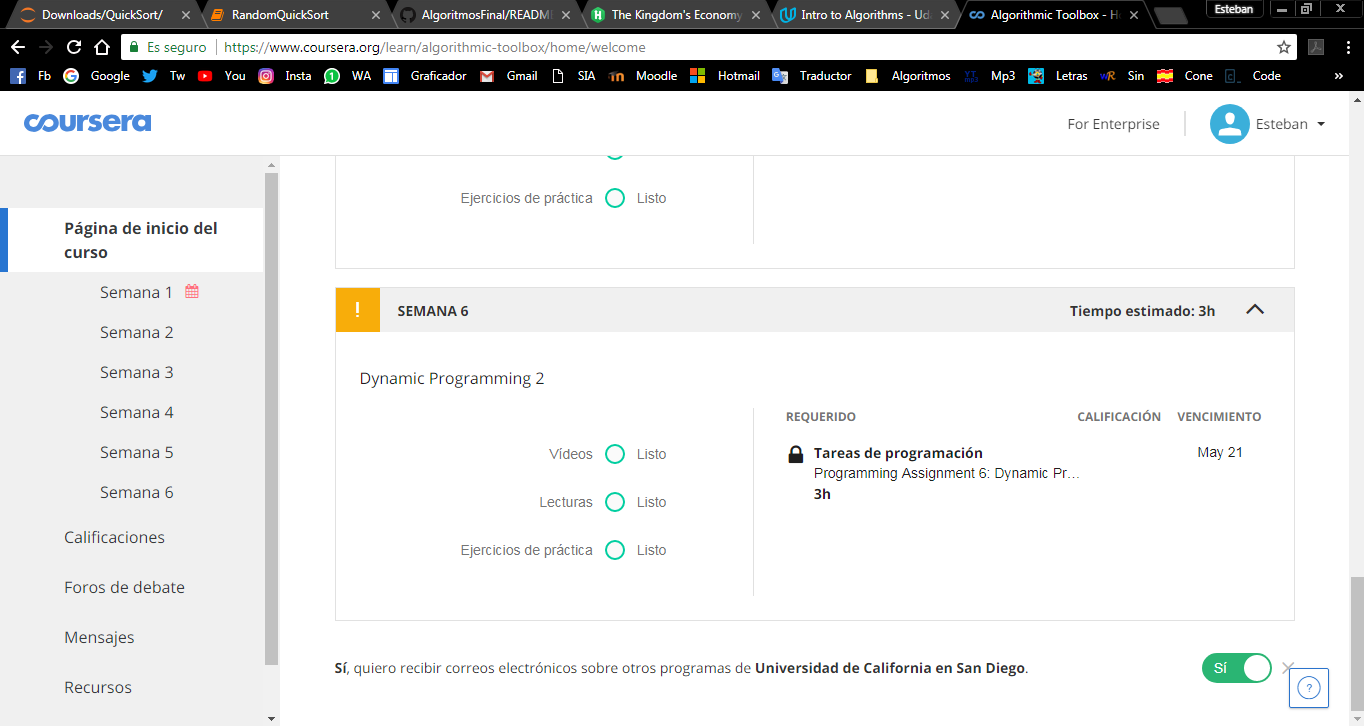 Downloads/QuickSort/
RandomQuickSort
AlgoritmosFinal/README
The Kingdom's Economy
Intro to Algorithms - Uda
Algorithmic Toolbox - Ho
Esteban
Es seguro
https://www.coursera.org/learn/algorithmic-toolbox/home/welcome
Fb Google Tw You Insta WA Graficador Gmail SIA Moodle Hotmail Traductor Algoritmos Mp3 Letras Sin Cone Code »
coursera
For Enterprise
Esteban
Página de inicio del
curso
Semana 1
Semana 2
Semana 3
Semana 4
Semana 5
Semana 6
Calificaciones
Foros de debate
Mensajes
Recursos
Ejercicios de práctica Listo
! SEMANA 6 Tiempo estimado: 3h
Dynamic Programming 2
Vídeos Listo
Lecturas Listo
Ejercicios de práctica Listo
REQUERIDO CALIFICACIÓN VENCIMIENTO
Tareas de programación May 21
Programming Assignment 6: Dynamic Pr...
3h
Sí, quiero recibir correos electrónicos sobre otros programas de Universidad de California en San Diego.
Sí
?